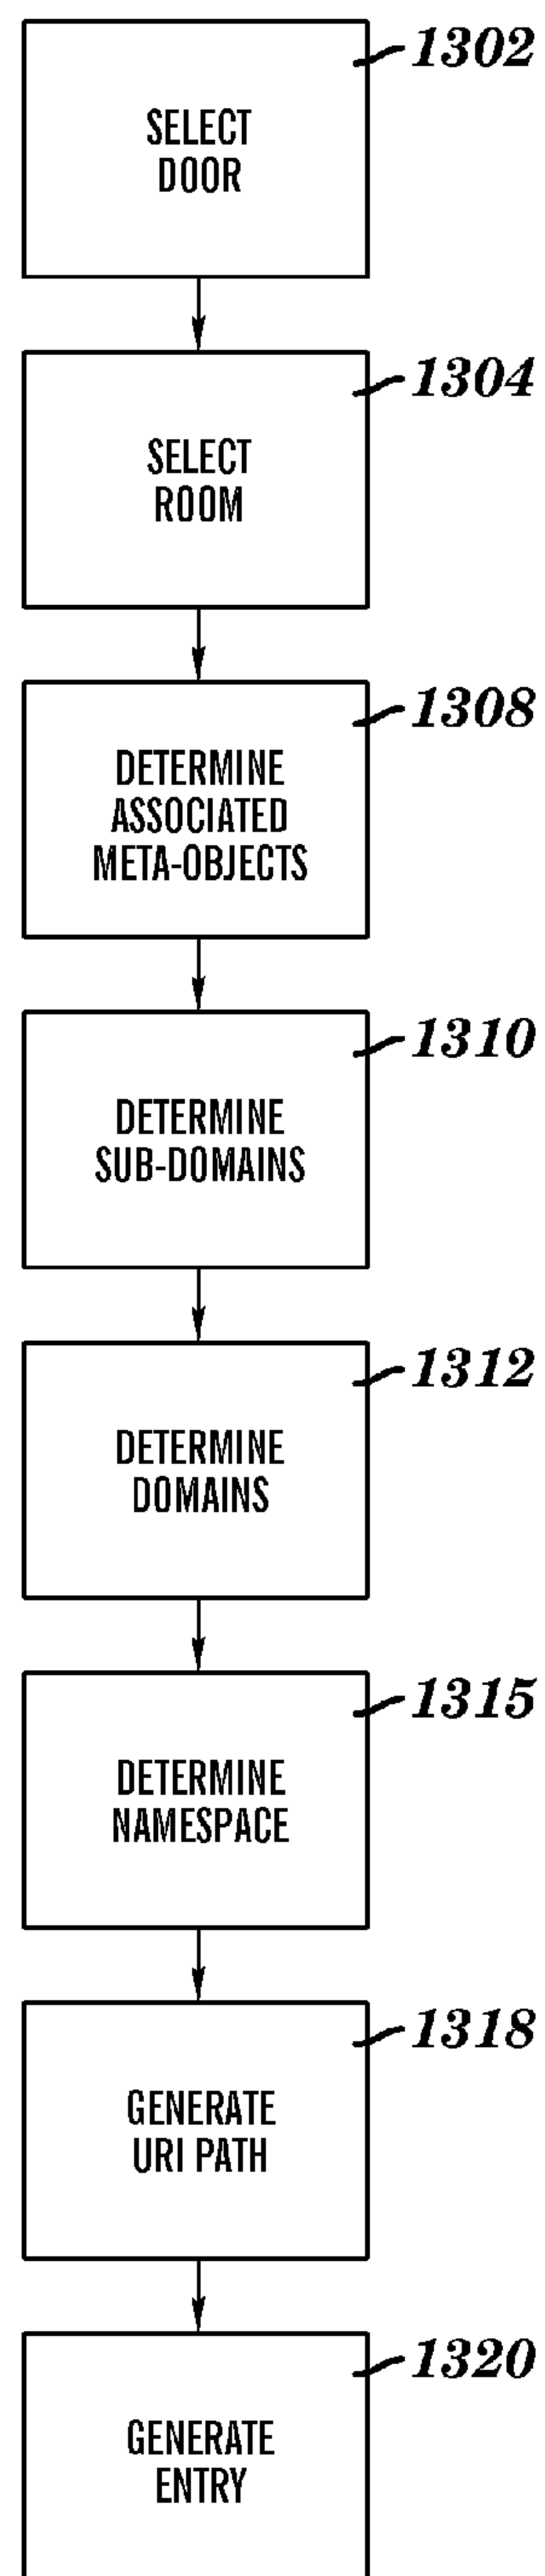 1302
SELECT
DOOR
1304
SELECT
ROOM
1308
DETERMINE
ASSOCIATED
META-OBJECTS
1310
DETERMINE
SUB-DOMAINS
1312
DETERMINE
DOMAINS
1315
DETERMINE
NAMESPACE
1318
GENERATE
URI PATH
1320
GENERATE
ENTRY